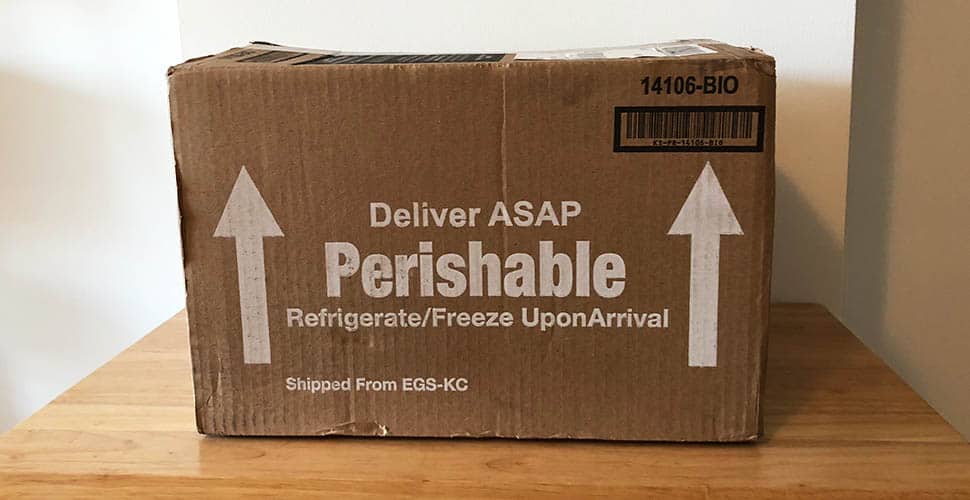 14106-BIO
Deliver ASAP
Perishable
Refrigerate/Freeze UponArrival
Shipped From EGS-KC